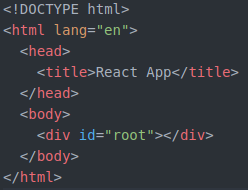 <!DOCTYPE html>
<html lang="en">
  <head>
    <title>React App</title>
  </head>
  <body>
    <div id="root"></div>
  </body>
</html>